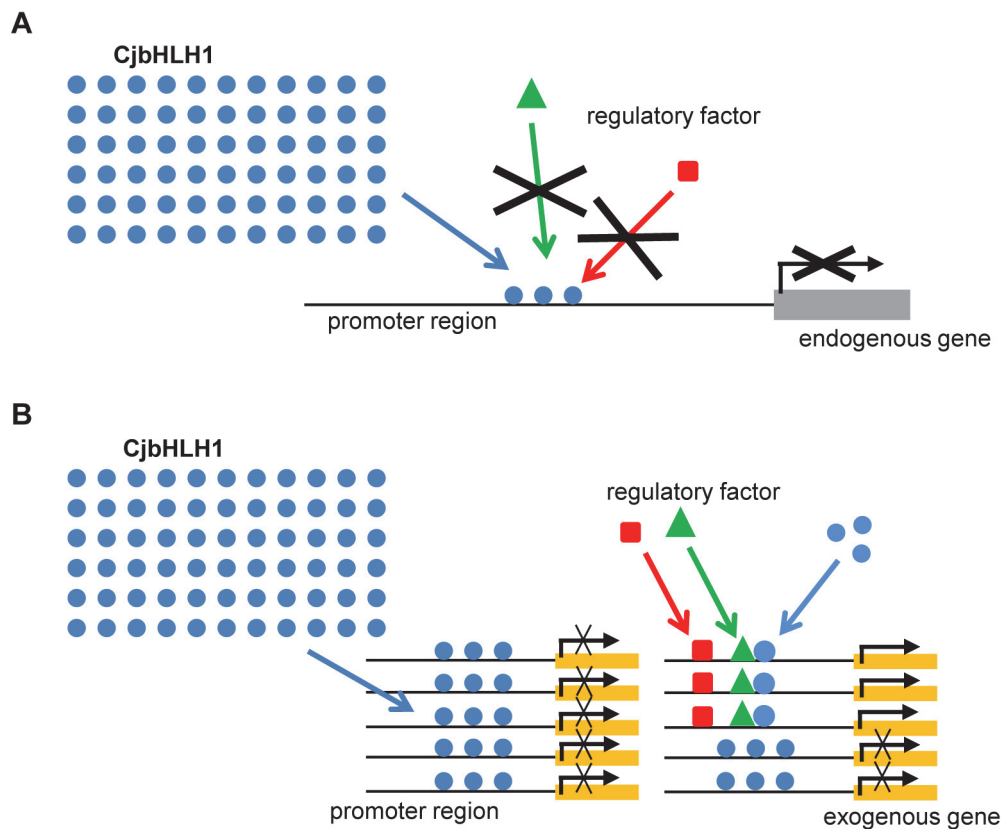 A
CjbHLH1
regulatory factor
promoter region
endogenous gene
B
CjbHLH1
regulatory factor
promoter region
exogenous gene